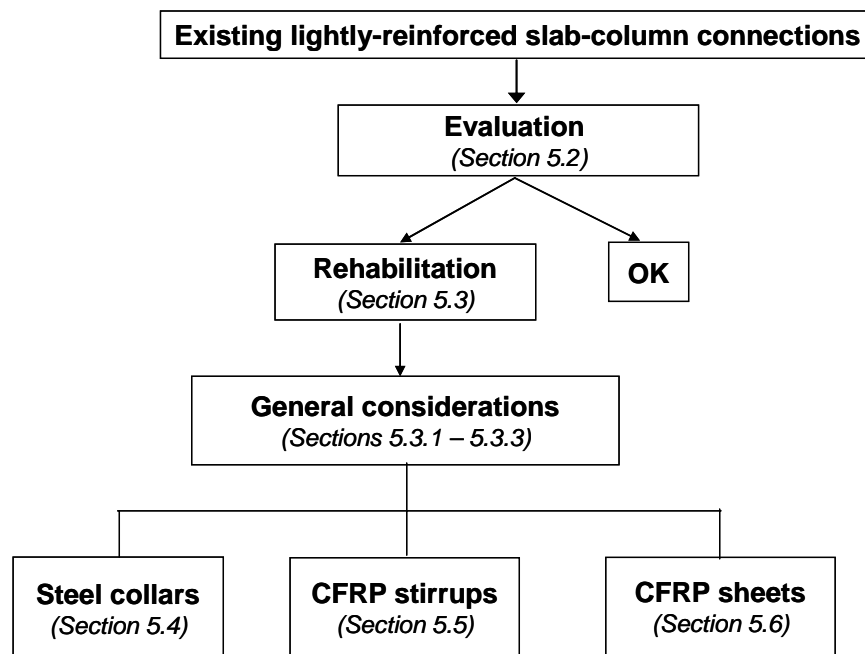 Existing lightly-reinforced slab-column connections
Evaluation
(Section 5.2)
Rehabilitation
(Section 5.3)
OK
General considerations
(Sections 5.3.1 – 5.3.3)
Steel collars
(Section 5.4)
CFRP stirrups
(Section 5.5)
CFRP sheets
(Section 5.6)